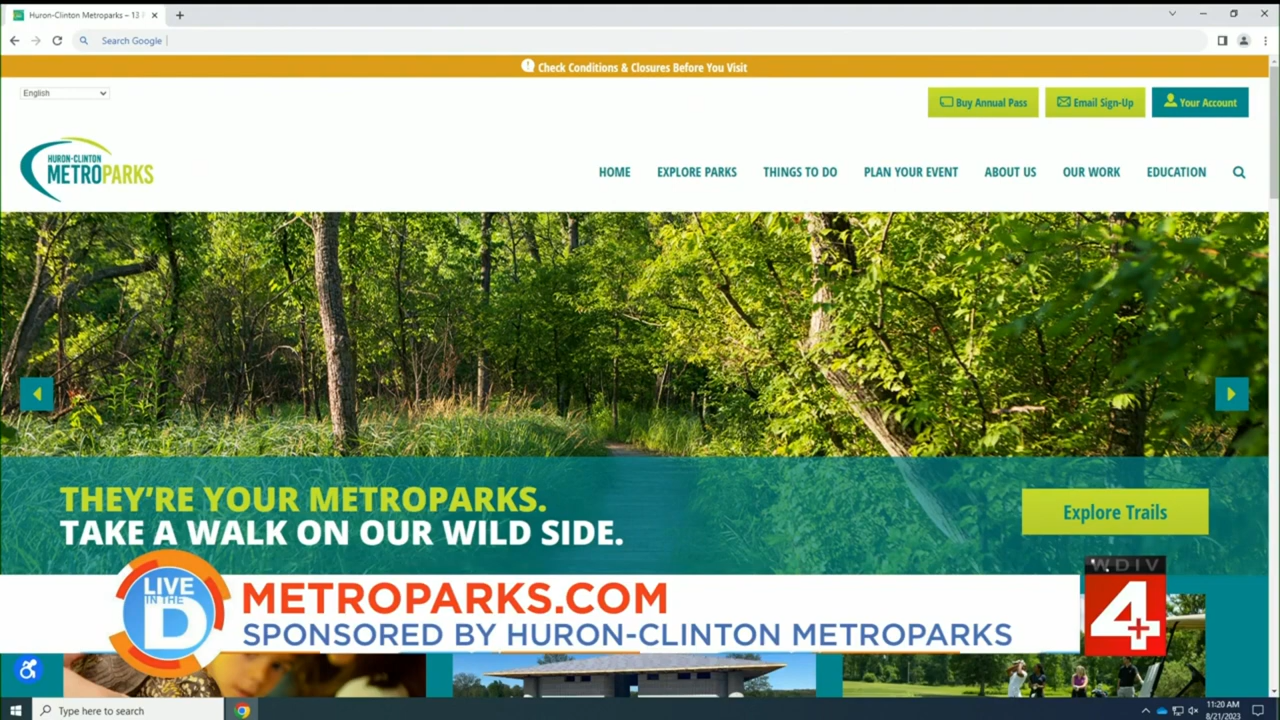 Huron-Clinton Metroparks – 13
Search Google
Check Conditions & Closures Before You Visit
English
Buy Annual Pass
Email Sign-Up
Your Account
HURON-CLINTON
METROPARKS
HOME
EXPLORE PARKS
THINGS TO DO
PLAN YOUR EVENT
ABOUT US
OUR WORK
EDUCATION
THEY'RE YOUR METROPARKS.
TAKE A WALK ON OUR WILD SIDE.
Explore Trails
LIVE
IN THE
D
METROPARKS.COM
SPONSORED BY HURON-CLINTON METROPARKS
WDIV
4+
Type here to search
11:20 AM
8/21/2023